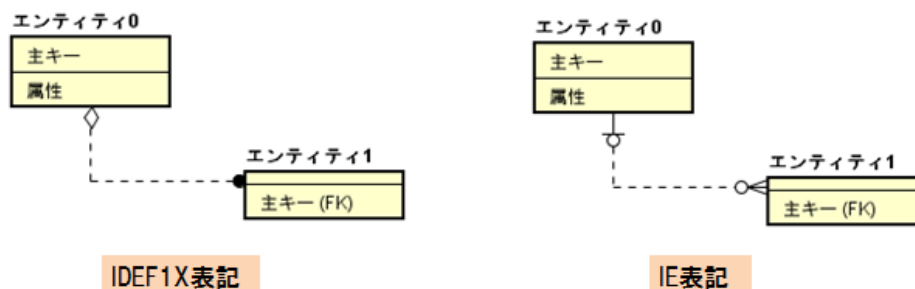 エンティティ0
主キー
属性
エンティティ1
主キー(FK)
IDEF1X表記
エンティティ0
主キー
属性
エンティティ1
主キー(FK)
IE表記